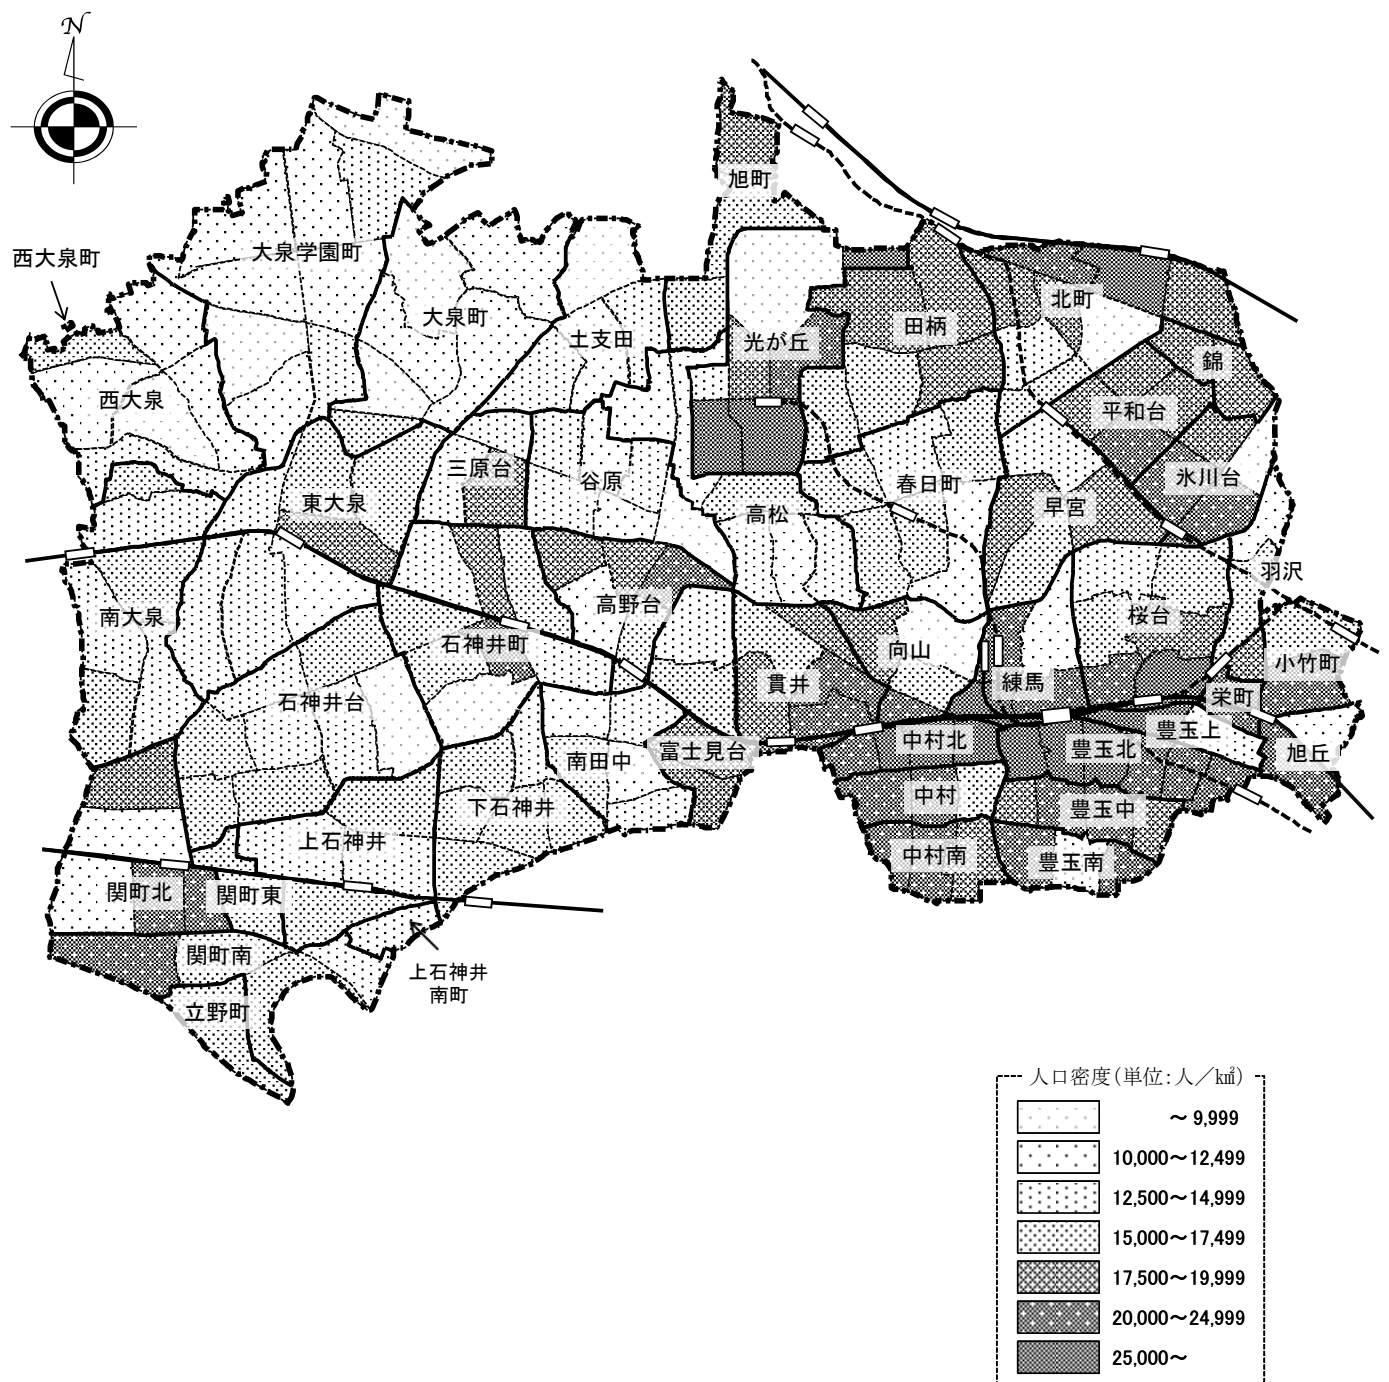 N
旭町
西大泉町
大泉学園町
北町
大泉町
田柄
土支田
光が丘
錦
西大泉
平和台
三原台
谷原
氷川台
東大泉
春日町
高松
早宮
羽沢
南大泉
高野台
桜台
石神井町
向山
小竹町
貫井
練馬
石神井台
栄町
豊玉上
中村北
豊玉北
富士見台
旭丘
南田中
中村
下石神井
豊玉中
上石神井
中村南
豊玉南
関町北
関町東
関町南
上石神井
南町
立野町
人口密度(単位:人/㎢)
～9,999
10,000～12,499
12,500～14,999
15,000～17,499
17,500～19,999
20,000～24,999
25,000～